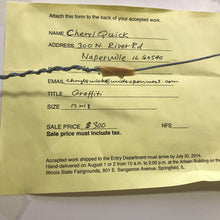 Attach this form to the back of your accepted work.
NAME Cheryl Quick
ADDRESS 300 N River Rd
Naperville IL 60540
EMAIL
TITLE Graffiti
SIZE
SALE PRICE $300 NFS
Sale price must include tax.
Accepted work shipped to the Entry Department must arrive by July 30, 2014.
Hand-delivered on August 1 or 2 from 10 a.m. to 2:00 p.m. at the Artisan Building on the
Illinois State Fairgrounds, 801 E. Sangamon Avenue, Springfield, IL